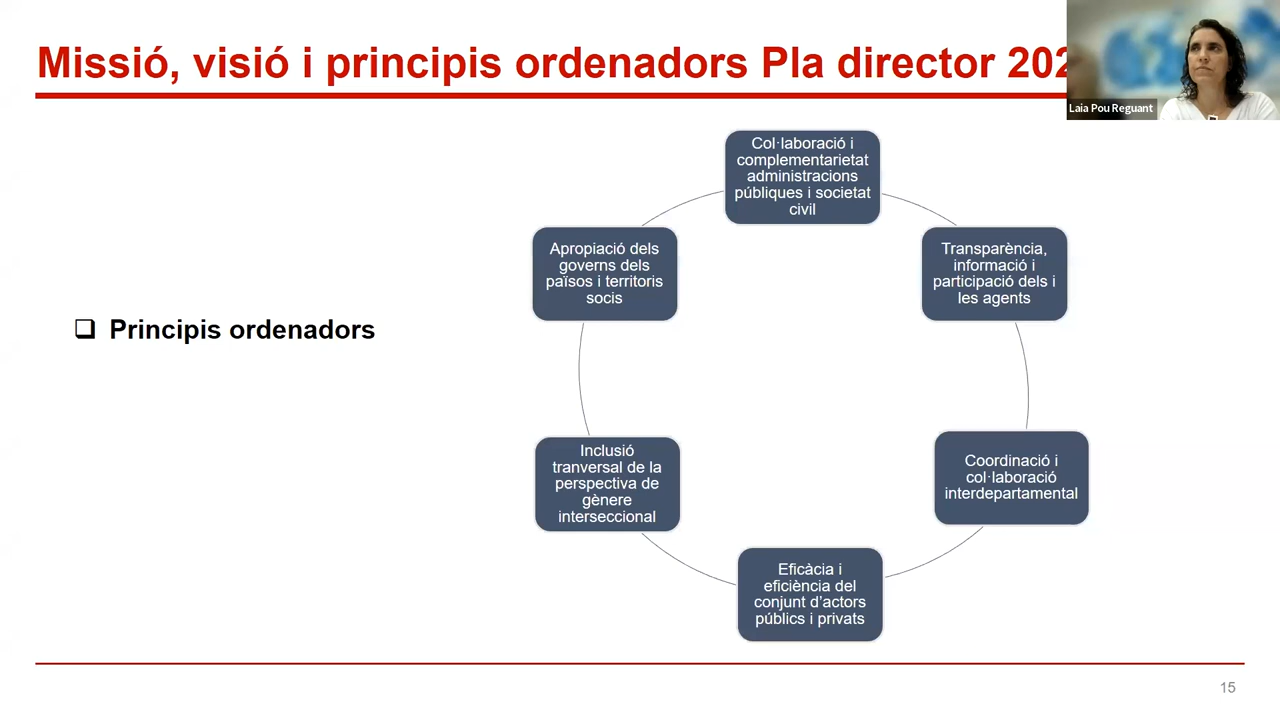 Missió, visió i principis ordenadors Pla director 202
Laia Pou Reguant
Col·laboració i
complementarietat
administracions
públiques i societat
civil
Transparència,
informació i
participació dels i
les agents
Coordinació i
col·laboració
interdepartamental
Eficàcia i
eficiència del
conjunt d’actors
públics i privats
Inclusió
tranversal de la
perspectiva de
gènere
interseccional
Apropiació dels
governs dels
països i territoris
socis
❑ Principis ordenadors
15